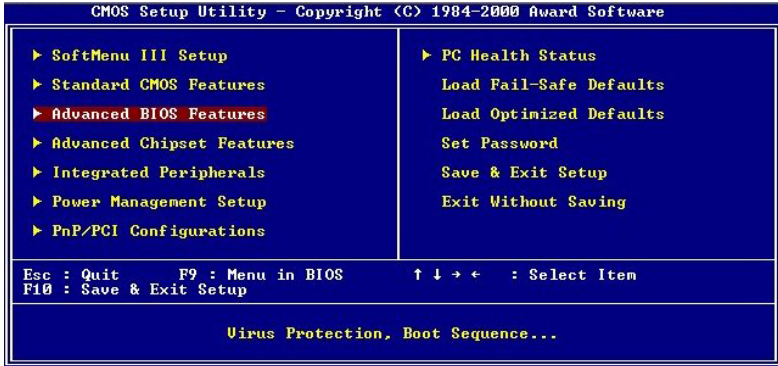 CMOS Setup Utility - Copyright (C) 1984-2000 Award Software
▶ SoftMenu III Setup
▶ Standard CMOS Features
▶ Advanced BIOS Features
▶ Advanced Chipset Features
▶ Integrated Peripherals
▶ Power Management Setup
▶ PnP/PCI Configurations
▶ PC Health Status
Load Fail-Safe Defaults
Load Optimized Defaults
Set Password
Save & Exit Setup
Exit Without Saving
Esc : Quit F9 : Menu in BIOS ↑ ↓ → ← : Select Item
F10 : Save & Exit Setup
Virus Protection, Boot Sequence...